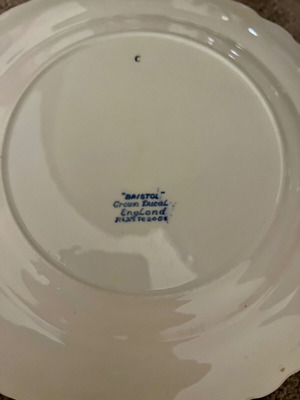 C
"BRISTOL"
Crown Ducal
England